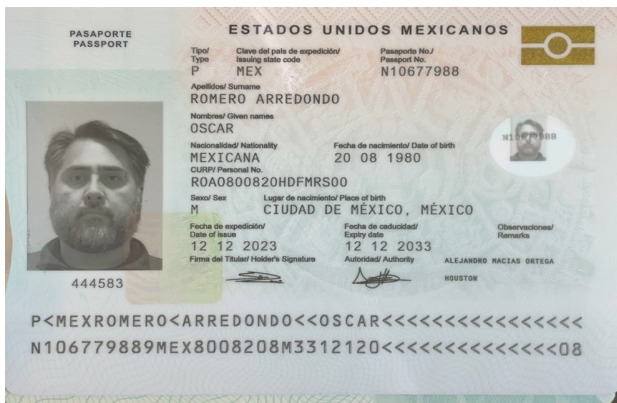 PASAPORTE
PASSPORT
ESTADOS UNIDOS MEXICANOS
Tipo/ Type
Clave del país de expedición/ Issuing state code
Pasaporte No./ Passport No.
P MEX N10677988
Apellidos/ Surname
ROMERO ARREDONDO
Nombres/ Given names
OSCAR
N10677988
Nacionalidad/ Nationality
Fecha de nacimiento/ Date of birth
MEXICANA 20 08 1980
CURP/ Personal No.
ROAO800820HDFMRS00
Sexo/ Sex
Lugar de nacimiento/ Place of birth
M CIUDAD DE MÉXICO, MÉXICO
Fecha de expedición/ Date of issue
Fecha de caducidad/ Expiry date
Observaciones/ Remarks
12 12 2023 12 12 2033
Firma del Titular/ Holder's Signature
Autoridad/ Authority
ALEJANDRO MACIAS ORTEGA
HOUSTON
444583
P<MEXROMERO<ARREDONDO<<OSCAR<<<<<<<<<<<<<<<<
N106779889MEX8008208M3312120<<<<<<<<<<<<<<08